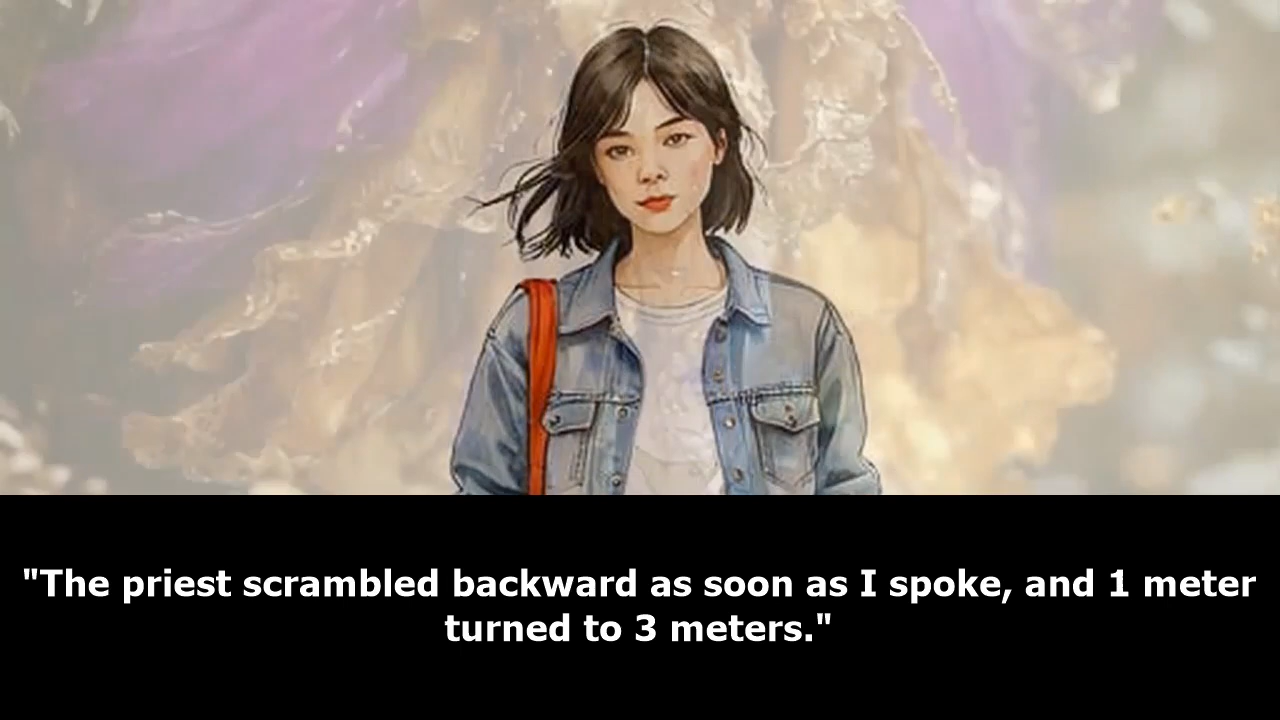 "The priest scrambled backward as soon as I spoke, and 1 meter
turned to 3 meters."